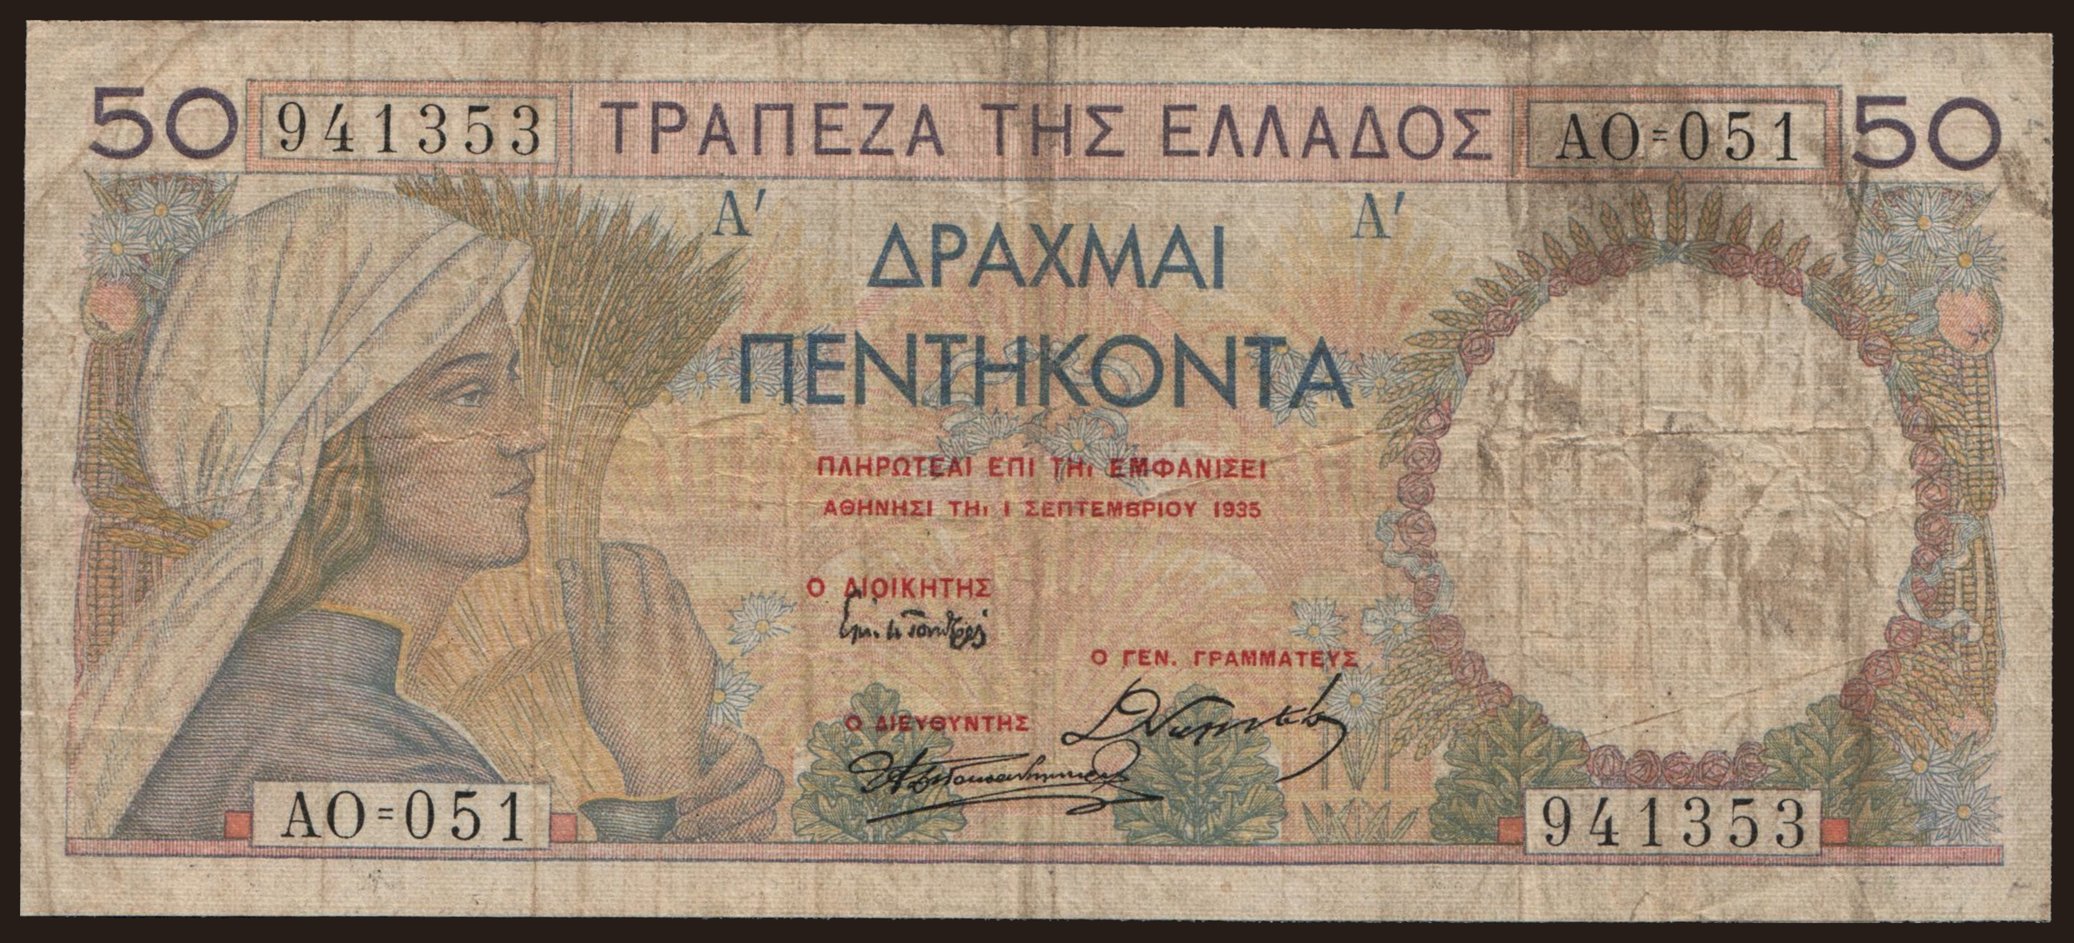 50 941353 ΤΡΑΠΕΖΑ ΤΗΣ ΕΛΛΑΔΟΣ ΑΟ=051 50
Α' Α'
ΔΡΑΧΜΑΙ
ΠΕΝΤΗΚΟΝΤΑ
ΠΛΗΡΩΤΕΑΙ ΕΠΙ ΤΗι ΕΜΦΑΝΙΣΕΙ
ΑΘΗΝΗΣΙ ΤΗι 1 ΣΕΠΤΕΜΒΡΙΟΥ 1935
Ο ΔΙΟΙΚΗΤΗΣ
Ο ΓΕΝ. ΓΡΑΜΜΑΤΕΥΣ
Ο ΔΙΕΥΘΥΝΤΗΣ
ΑΟ=051 941353